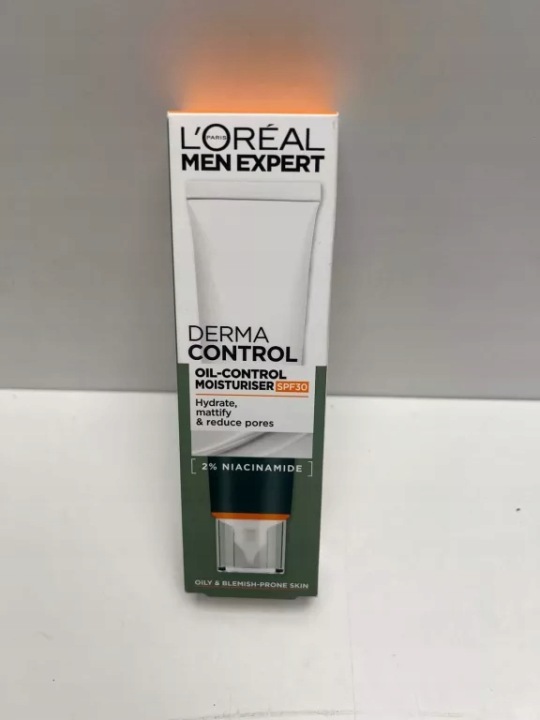 L'ORÉAL
PARIS
MEN EXPERT
DERMA
CONTROL
OIL-CONTROL
MOISTURISER SPF30
Hydrate,
mattify
& reduce pores
[ 2% NIACINAMIDE ]
OILY & BLEMISH-PRONE SKIN